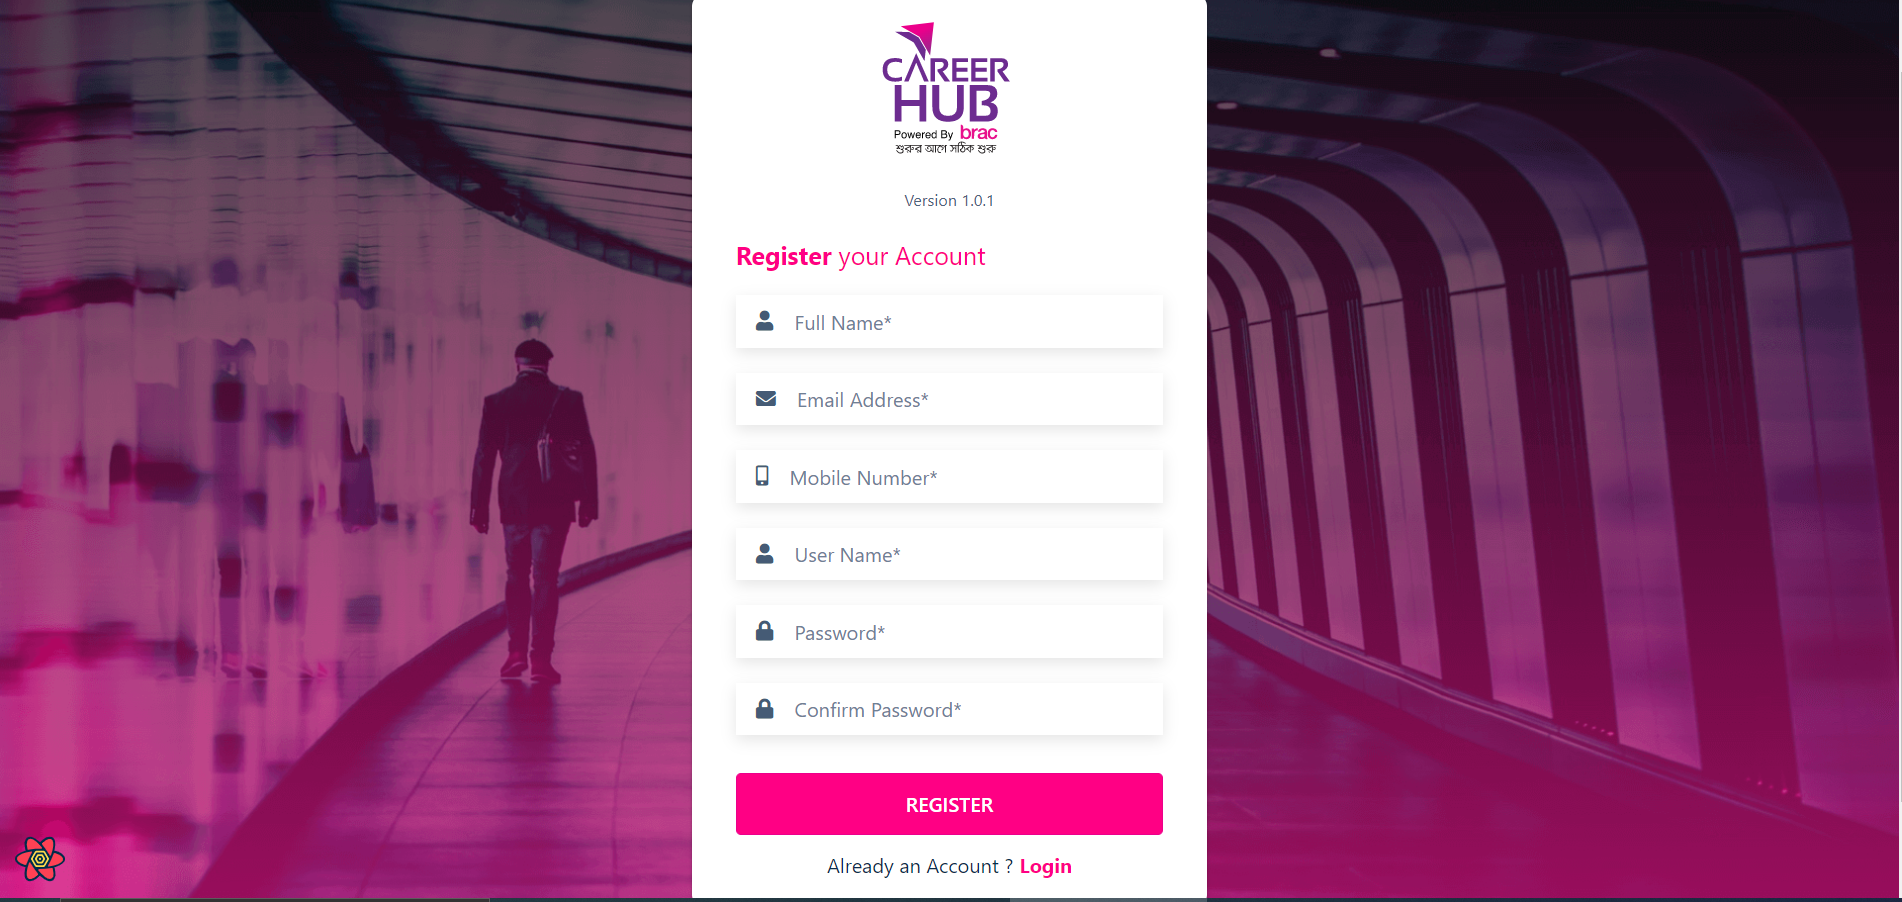 CAREER
HUB
Powered By brac
শুরুর আগে সঠিক শুরু
Version 1.0.1
Register your Account
Full Name*
Email Address*
Mobile Number*
User Name*
Password*
Confirm Password*
REGISTER
Already an Account ? Login